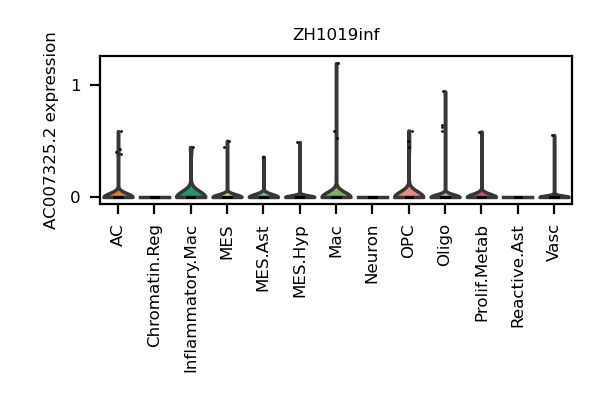 ZH1019inf
AC007325.2 expression
1
0
AC
Chromatin.Reg
Inflammatory.Mac
MES
MES.Ast
MES.Hyp
Mac
Neuron
OPC
Oligo
Prolif.Metab
Reactive.Ast
Vasc